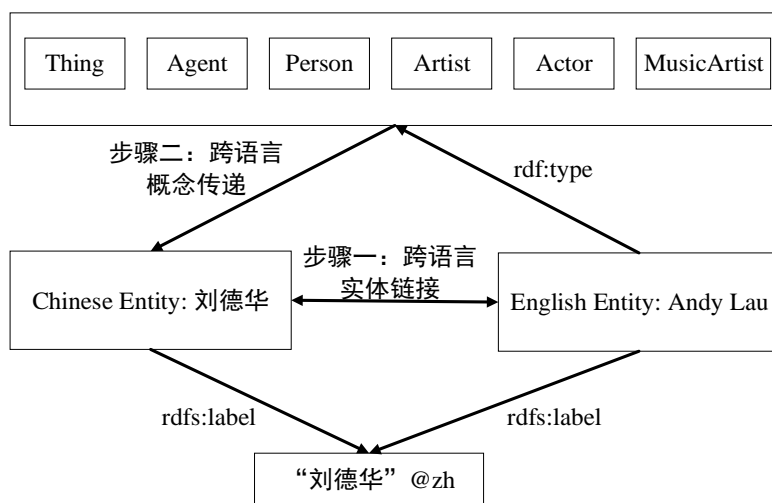 Thing Agent Person Artist Actor MusicArtist
步骤二：跨语言
概念传递
rdf:type
步骤一：跨语言
实体链接
Chinese Entity: 刘德华
English Entity: Andy Lau
rdfs:label
rdfs:label
“刘德华”@zh